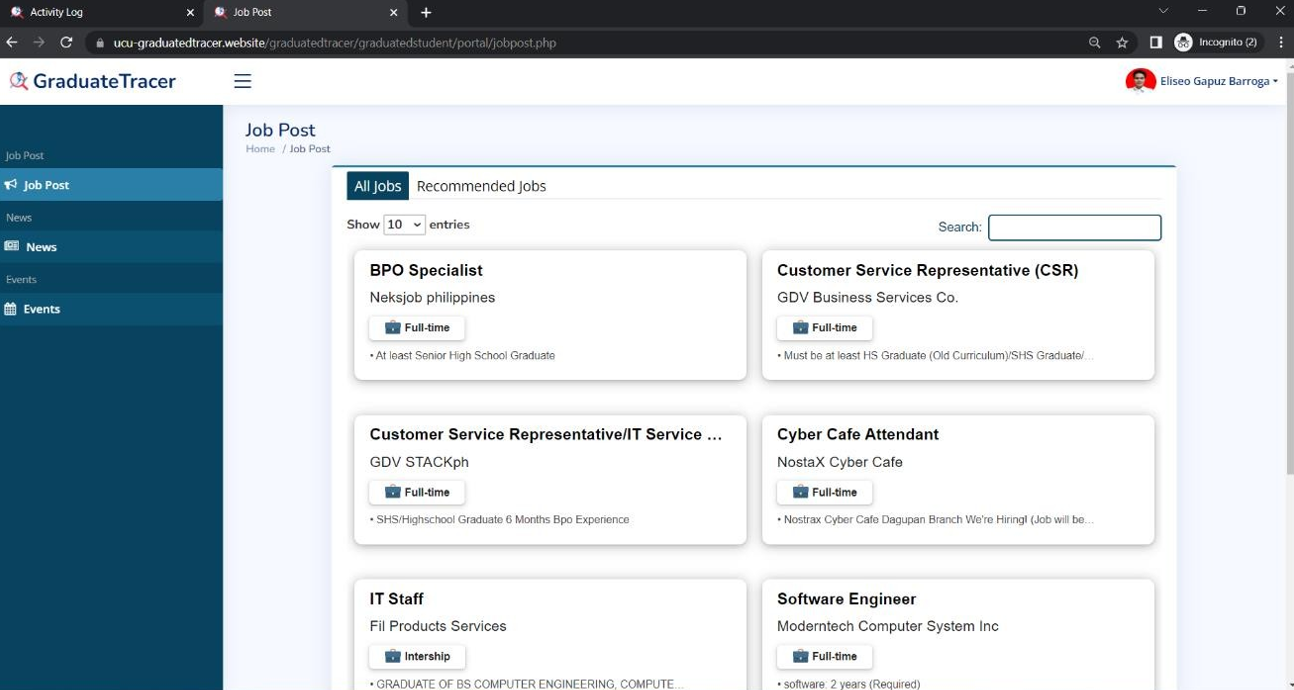 Activity Log
Job Post
ucu-graduatedtracer.website/graduatedtracer/graduatedstudent/portal/jobpost.php
Incognito (2)
GraduateTracer
Eliseo Gapuz Barroga
Job Post
Job Post
News
News
Events
Events
Job Post
Home / Job Post
All Jobs Recommended Jobs
Show 10 entries
Search:
BPO Specialist
Neksjob philippines
Full-time
• At least Senior High School Graduate
Customer Service Representative (CSR)
GDV Business Services Co.
Full-time
• Must be at least HS Graduate (Old Curriculum)/SHS Graduate/...
Customer Service Representative/IT Service ...
GDV STACKph
Full-time
• SHS/Highschool Graduate 6 Months Bpo Experience
Cyber Cafe Attendant
NostaX Cyber Cafe
Full-time
• Nostrax Cyber Cafe Dagupan Branch We're Hiring! (Job will be...
IT Staff
Fil Products Services
Intership
• GRADUATE OF BS COMPUTER ENGINEERING, COMPUTE...
Software Engineer
Moderntech Computer System Inc
Full-time
• software: 2 years (Required)